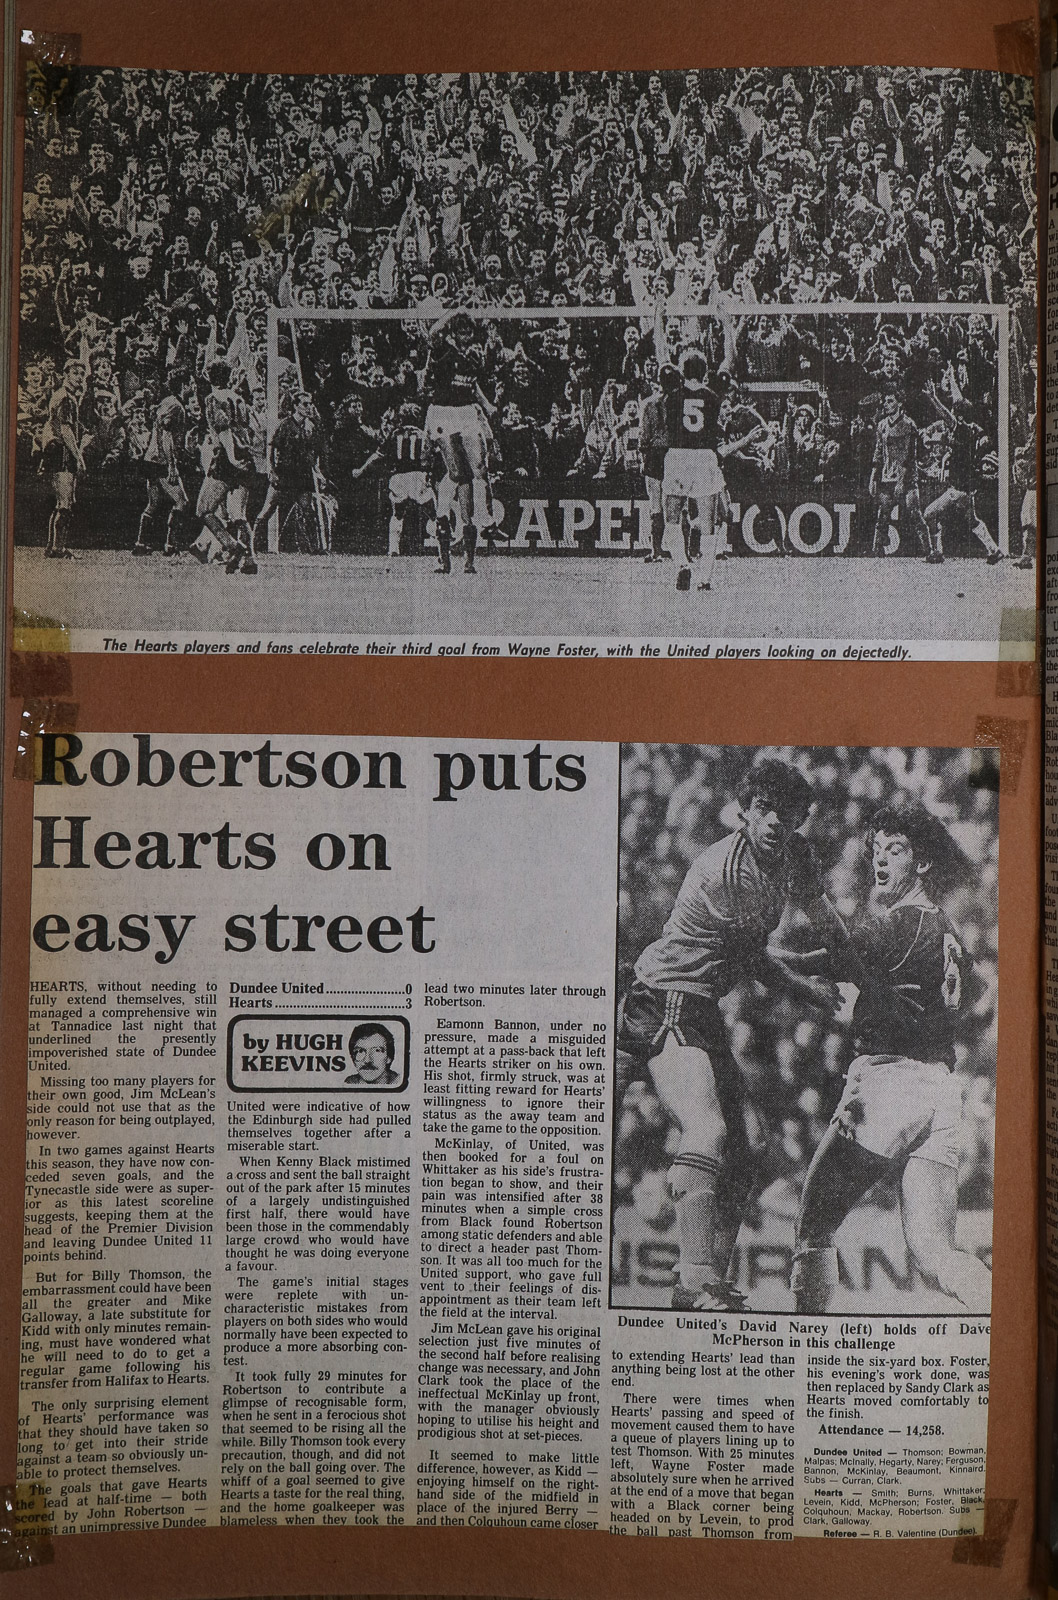 5
DRAPER TOOLS
The Hearts players and fans celebrate their third goal from Wayne Foster, with the United players looking on dejectedly.
Robertson puts
Hearts on
easy street
HEARTS, without needing to
fully extend themselves, still
managed a comprehensive win
at Tannadice last night that
underlined the presently
impoverished state of Dundee
United.
Missing too many players for
their own good, Jim McLean's
side could not use that as the
only reason for being outplayed,
however.
In two games against Hearts
this season, they have now con-
ceded seven goals, and the
Tynecastle side were as super-
ior as this latest scoreline
suggests, keeping them at the
head of the Premier Division
and leaving Dundee United 11
points behind.
But for Billy Thomson, the
embarrassment could have been
all the greater and Mike
Galloway, a late substitute for
Kidd with only minutes remain-
ing, must have wondered what
he will need to do to get a
regular game following his
transfer from Halifax to Hearts.
The only surprising element
of Hearts' performance was
that they should have taken so
long to get into their stride
against a team so obviously un-
able to protect themselves.
The goals that gave Hearts
the lead at half-time — both
scored by John Robertson —
against an unimpressive Dundee
Dundee United....................0
Hearts.................................3
by HUGH
KEEVINS
United were indicative of how
the Edinburgh side had pulled
themselves together after a
miserable start.
When Kenny Black mistimed
a cross and sent the ball straight
out of the park after 15 minutes
of a largely undistinguished
first half, there would have
been those in the commendably
large crowd who would have
thought he was doing everyone
a favour.
The game's initial stages
were replete with un-
characteristic mistakes from
players on both sides who would
normally have been expected to
produce a more absorbing con-
test.
It took fully 29 minutes for
Robertson to contribute a
glimpse of recognisable form,
when he sent in a ferocious shot
that seemed to be rising all the
while. Billy Thomson took every
precaution, though, and did not
rely on the ball going over. The
whiff of a goal seemed to give
Hearts a taste for the real thing,
and the home goalkeeper was
blameless when they took the
lead two minutes later through
Robertson.
Eamonn Bannon, under no
pressure, made a misguided
attempt at a pass-back that left
the Hearts striker on his own.
His shot, firmly struck, was at
least fitting reward for Hearts'
willingness to ignore their
status as the away team and
take the game to the opposition.
McKinlay, of United, was
then booked for a foul on
Whittaker as his side's frustra-
tion began to show, and their
pain was intensified after 38
minutes when a simple cross
from Black found Robertson
among static defenders and able
to direct a header past Thom-
son. It was all too much for the
United support, who gave full
vent to their feelings of dis-
appointment as their team left
the field at the interval.
Jim McLean gave his original
selection just five minutes of
the second half before realising
change was necessary, and John
Clark took the place of the
ineffectual McKinlay up front,
with the manager obviously
hoping to utilise his height and
prodigious shot at set-pieces.
It seemed to make little
difference, however, as Kidd —
enjoying himself on the right-
hand side of the midfield in
place of the injured Berry —
and then Colquhoun came closer
Dundee United's David Narey (left) holds off Dave
McPherson in this challenge
to extending Hearts' lead than
anything being lost at the other
end.
There were times when
Hearts' passing and speed of
movement caused them to have
a queue of players lining up to
test Thomson. With 25 minutes
left, Wayne Foster made
absolutely sure when he arrived
at the end of a move that began
with a Black corner being
headed on by Levein, to prod
the ball past Thomson from
inside the six-yard box. Foster,
his evening's work done, was
then replaced by Sandy Clark as
Hearts moved comfortably to
the finish.
Attendance — 14,258.
Dundee United — Thomson; Bowman,
Malpas; McInally, Hegarty, Narey; Ferguson,
Bannon, McKinlay, Beaumont, Kinnaird.
Subs — Curran, Clark.
Hearts — Smith; Burns, Whittaker;
Levein, Kidd, McPherson; Foster, Black,
Colquhoun, Mackay, Robertson. Subs —
Clark, Galloway.
Referee — R. B. Valentine (Dundee).